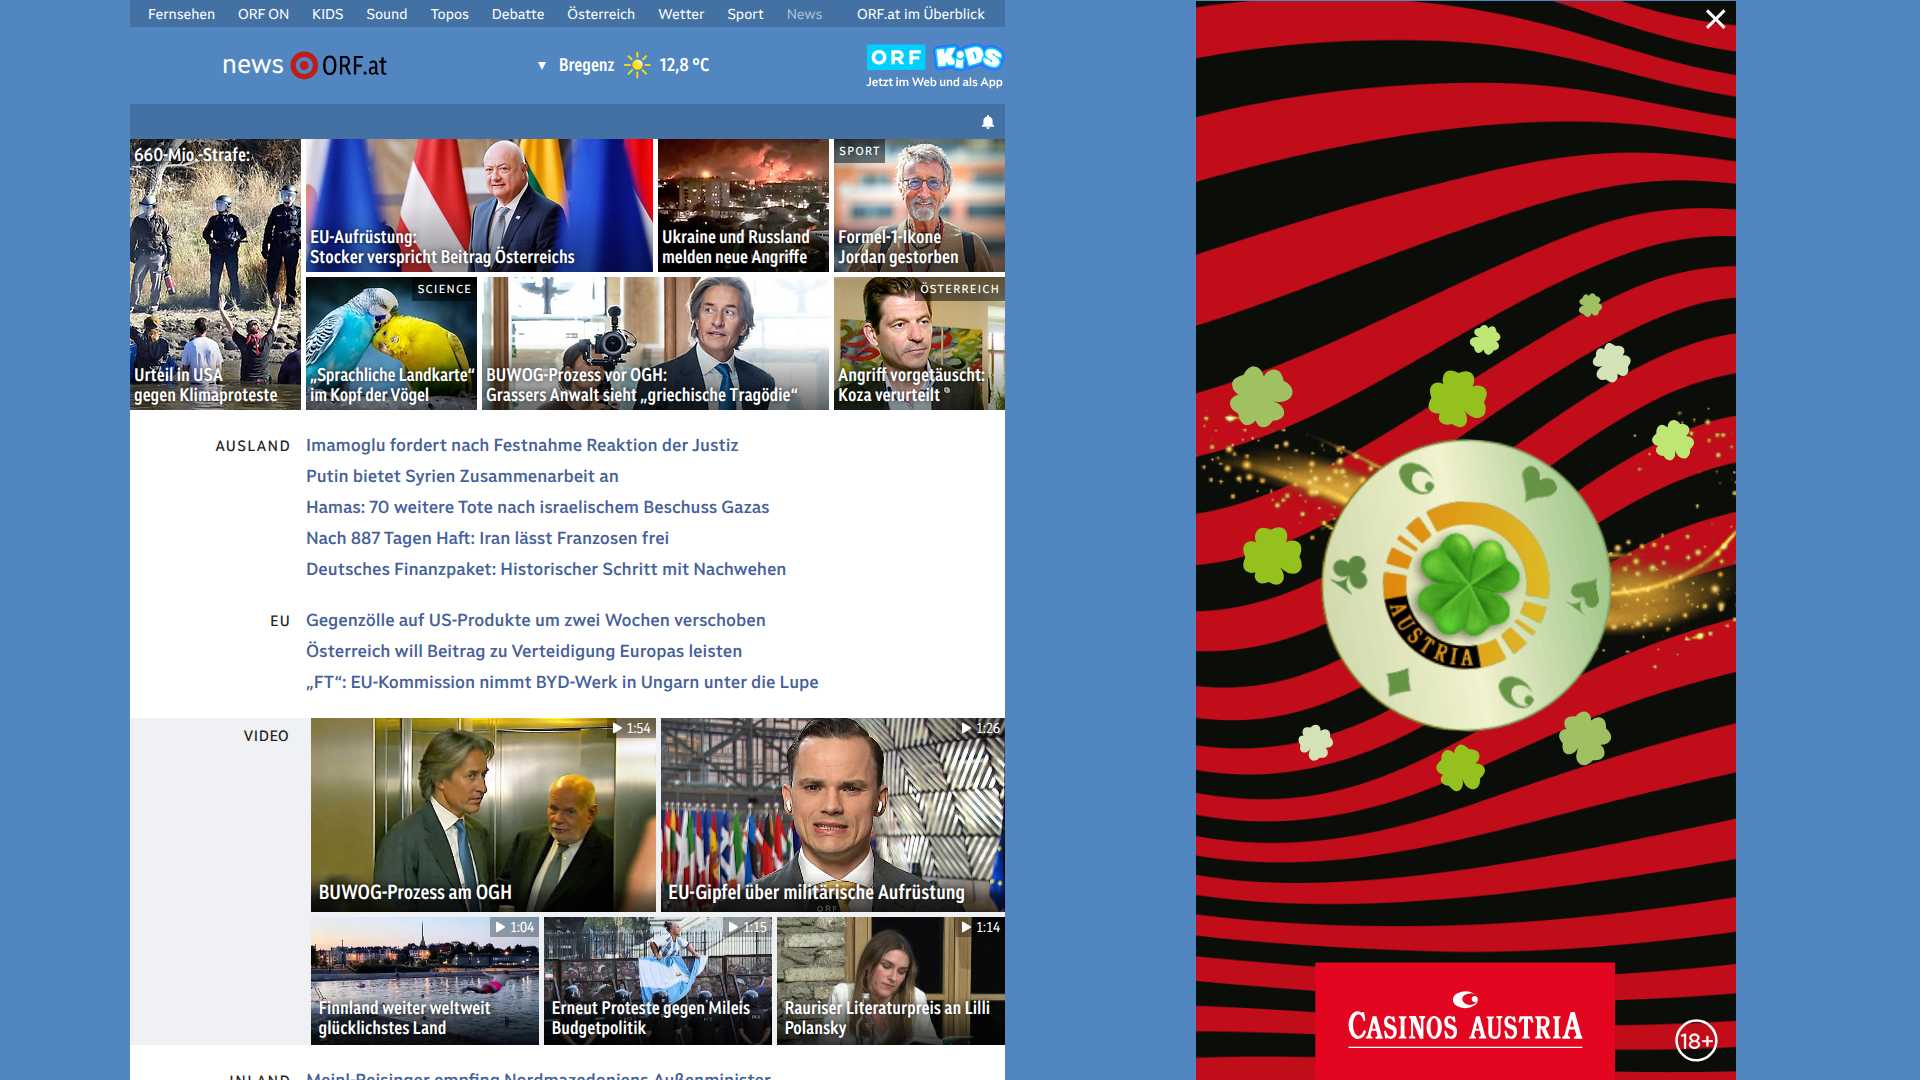 Fernsehen ORF ON KIDS Sound Topos Debatte Österreich Wetter Sport News ORF.at im Überblick
news ORF.at
Bregenz 12,8 °C
ORF KIDS
Jetzt im Web und als App
660-Mio.-Strafe:
Urteil in USA
gegen Klimaproteste
EU-Aufrüstung:
Stocker verspricht Beitrag Österreichs
Ukraine und Russland
melden neue Angriffe
SPORT
Formel-1-Ikone
Jordan gestorben
SCIENCE
„Sprachliche Landkarte“
im Kopf der Vögel
BUWOG-Prozess vor OGH:
Grassers Anwalt sieht „griechische Tragödie“
ÖSTERREICH
Angriff vorgetäuscht:
Koza verurteilt
AUSLAND
Imamoglu fordert nach Festnahme Reaktion der Justiz
Putin bietet Syrien Zusammenarbeit an
Hamas: 70 weitere Tote nach israelischem Beschuss Gazas
Nach 887 Tagen Haft: Iran lässt Franzosen frei
Deutsches Finanzpaket: Historischer Schritt mit Nachwehen
EU
Gegenzölle auf US-Produkte um zwei Wochen verschoben
Österreich will Beitrag zu Verteidigung Europas leisten
„FT“: EU-Kommission nimmt BYD-Werk in Ungarn unter die Lupe
VIDEO
1:54
BUWOG-Prozess am OGH
1:26
EU-Gipfel über militärische Aufrüstung
ORF
1:04
Finnland weiter weltweit
glücklichstes Land
1:15
Erneut Proteste gegen Mileis
Budgetpolitik
1:14
Rauriser Literaturpreis an Lilli
Polansky
INLAND
Meinl-Reisinger empfing Nordmazedoniens Außenminister
AUSTRIA
CASINOS AUSTRIA
18+